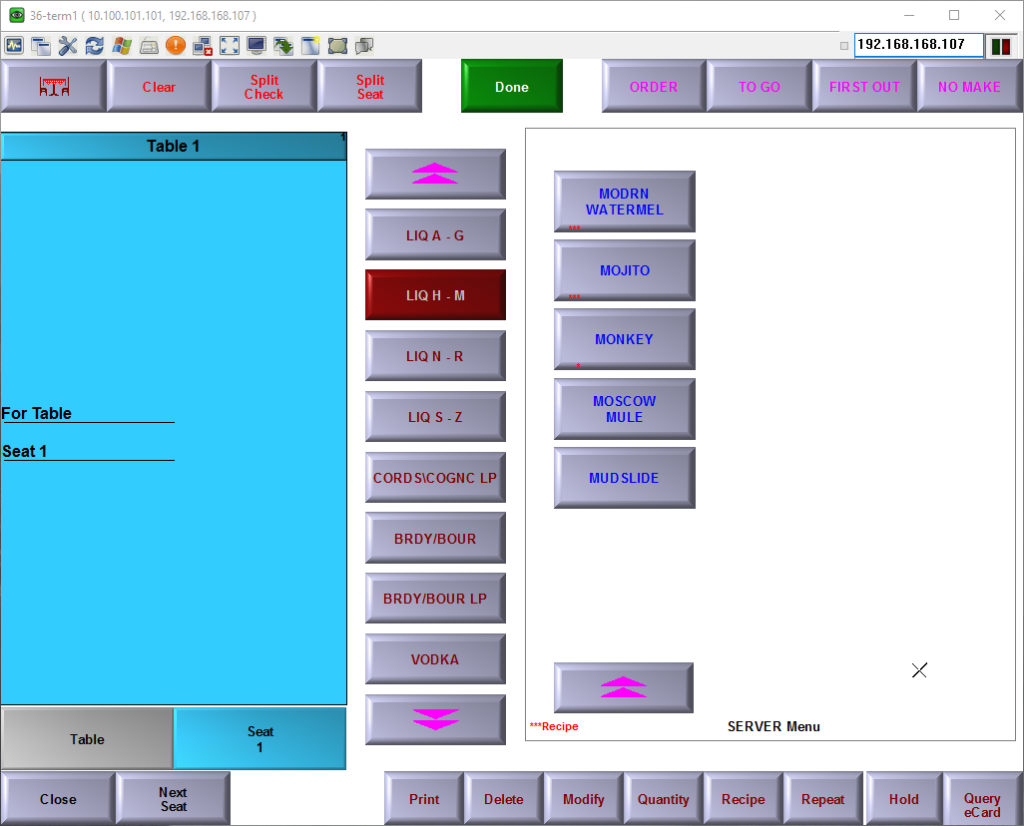 36-term1 ( 10.100.101.101, 192.168.168.107 )
192.168.168.107
Clear
Split
Check
Split
Seat
Done
ORDER
TO GO
FIRST OUT
NO MAKE
Table 1
1
For Table
Seat 1
LIQ A - G
LIQ H - M
LIQ N - R
LIQ S - Z
CORDS\COGNC LP
BRDY/BOUR
BRDY/BOUR LP
VODKA
MODRN
WATERMEL
***
MOJITO
***
MONKEY
*
MOSCOW
MULE
MUDSLIDE
***Recipe
SERVER Menu
Table
Seat
1
Close
Next
Seat
Print
Delete
Modify
Quantity
Recipe
Repeat
Hold
Query
eCard